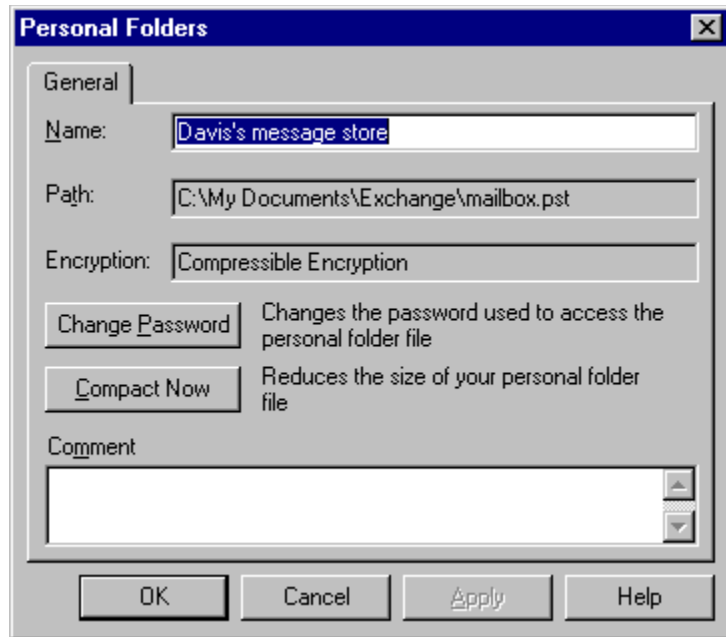 Personal Folders
General
Name: Davis's message store
Path: C:\My Documents\Exchange\mailbox.pst
Encryption: Compressible Encryption
Change Password
Changes the password used to access the
personal folder file
Compact Now
Reduces the size of your personal folder
file
Comment
OK Cancel Apply Help